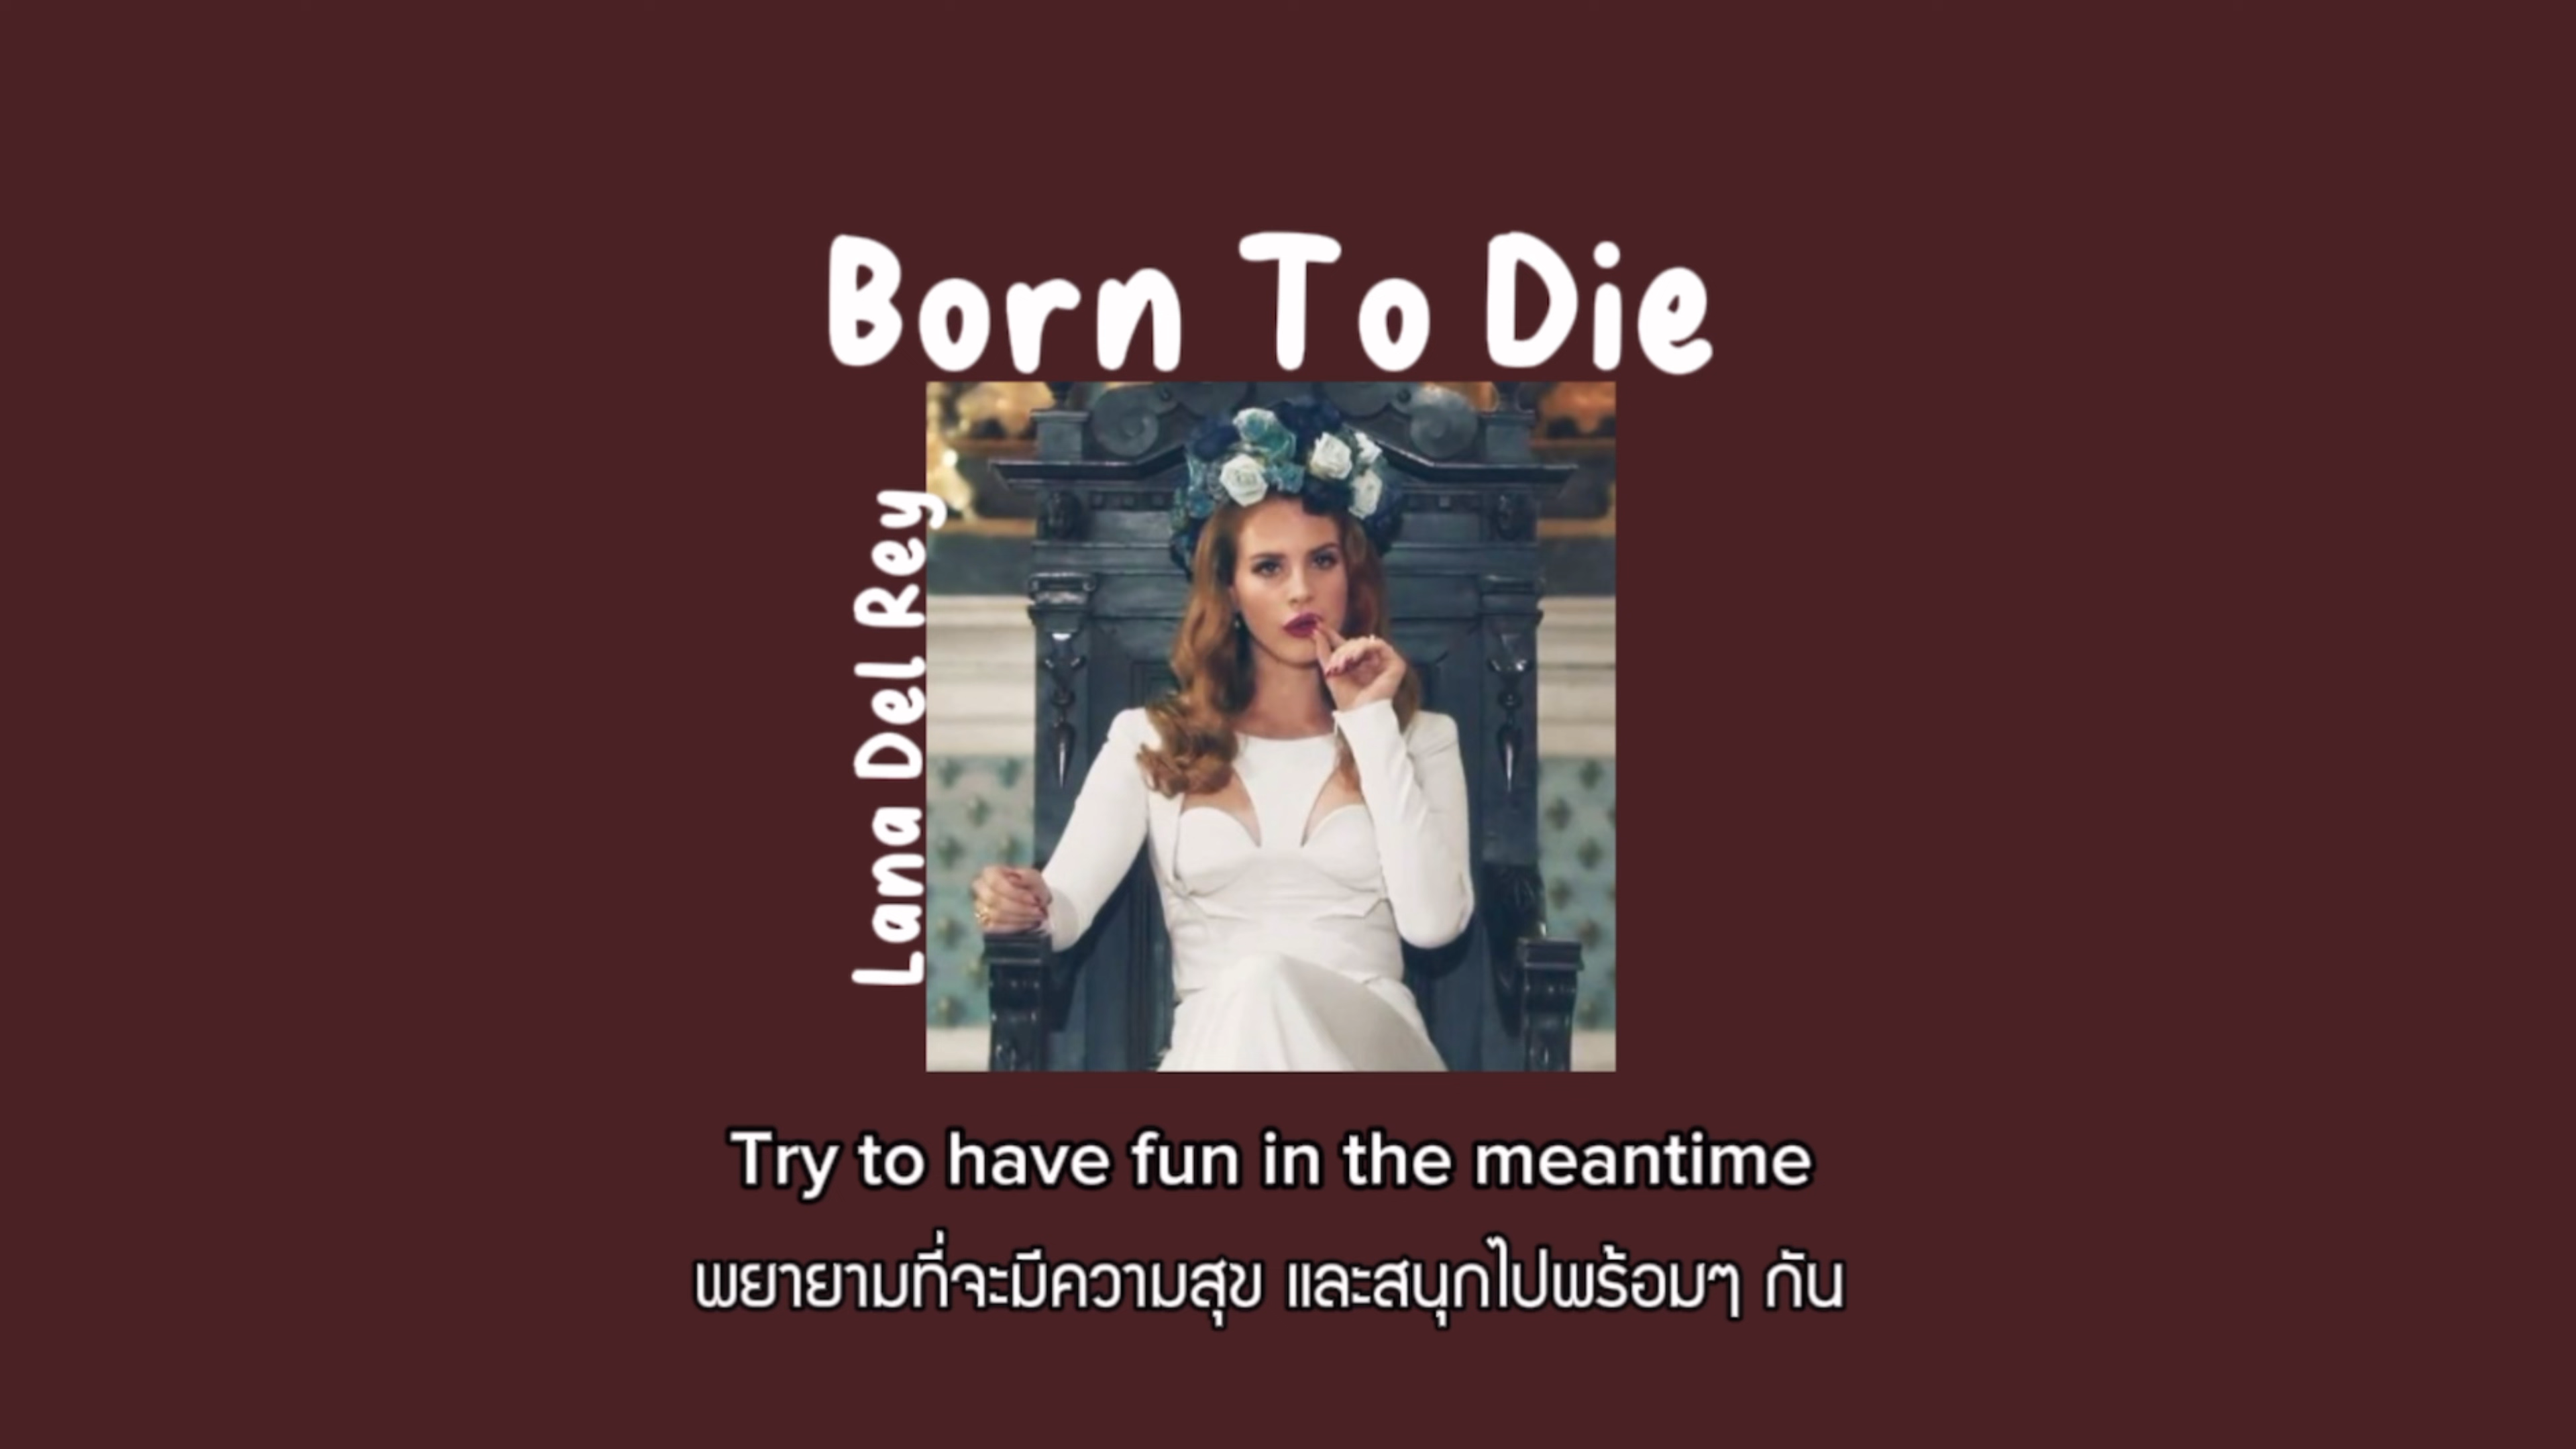 Born To Die
Lana Del Rey
Try to have fun in the meantime
พยายามที่จะมีความสุข และสนุกไปพร้อมๆ กัน